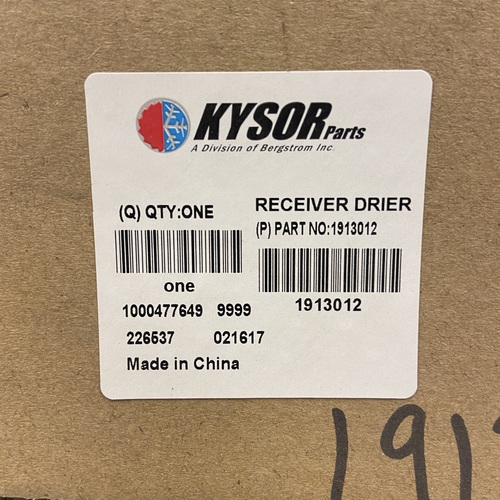 KYSOR Parts
A Division of Bergstrom Inc.
(Q) QTY:ONE
RECEIVER DRIER
(P) PART NO:1913012
one
1913012
1000477649 9999
226537 021617
Made in China
191